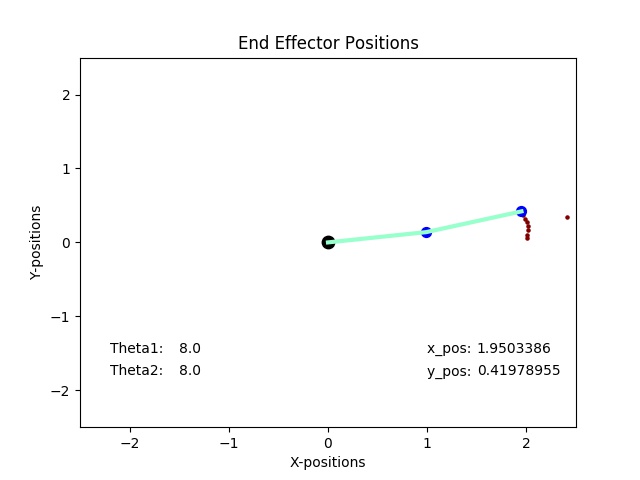 End Effector Positions
2
1
0
−1
−2
Y-positions
Theta1: 8.0
Theta2: 8.0
x_pos: 1.9503386
y_pos: 0.41978955
−2 −1 0 1 2
X-positions